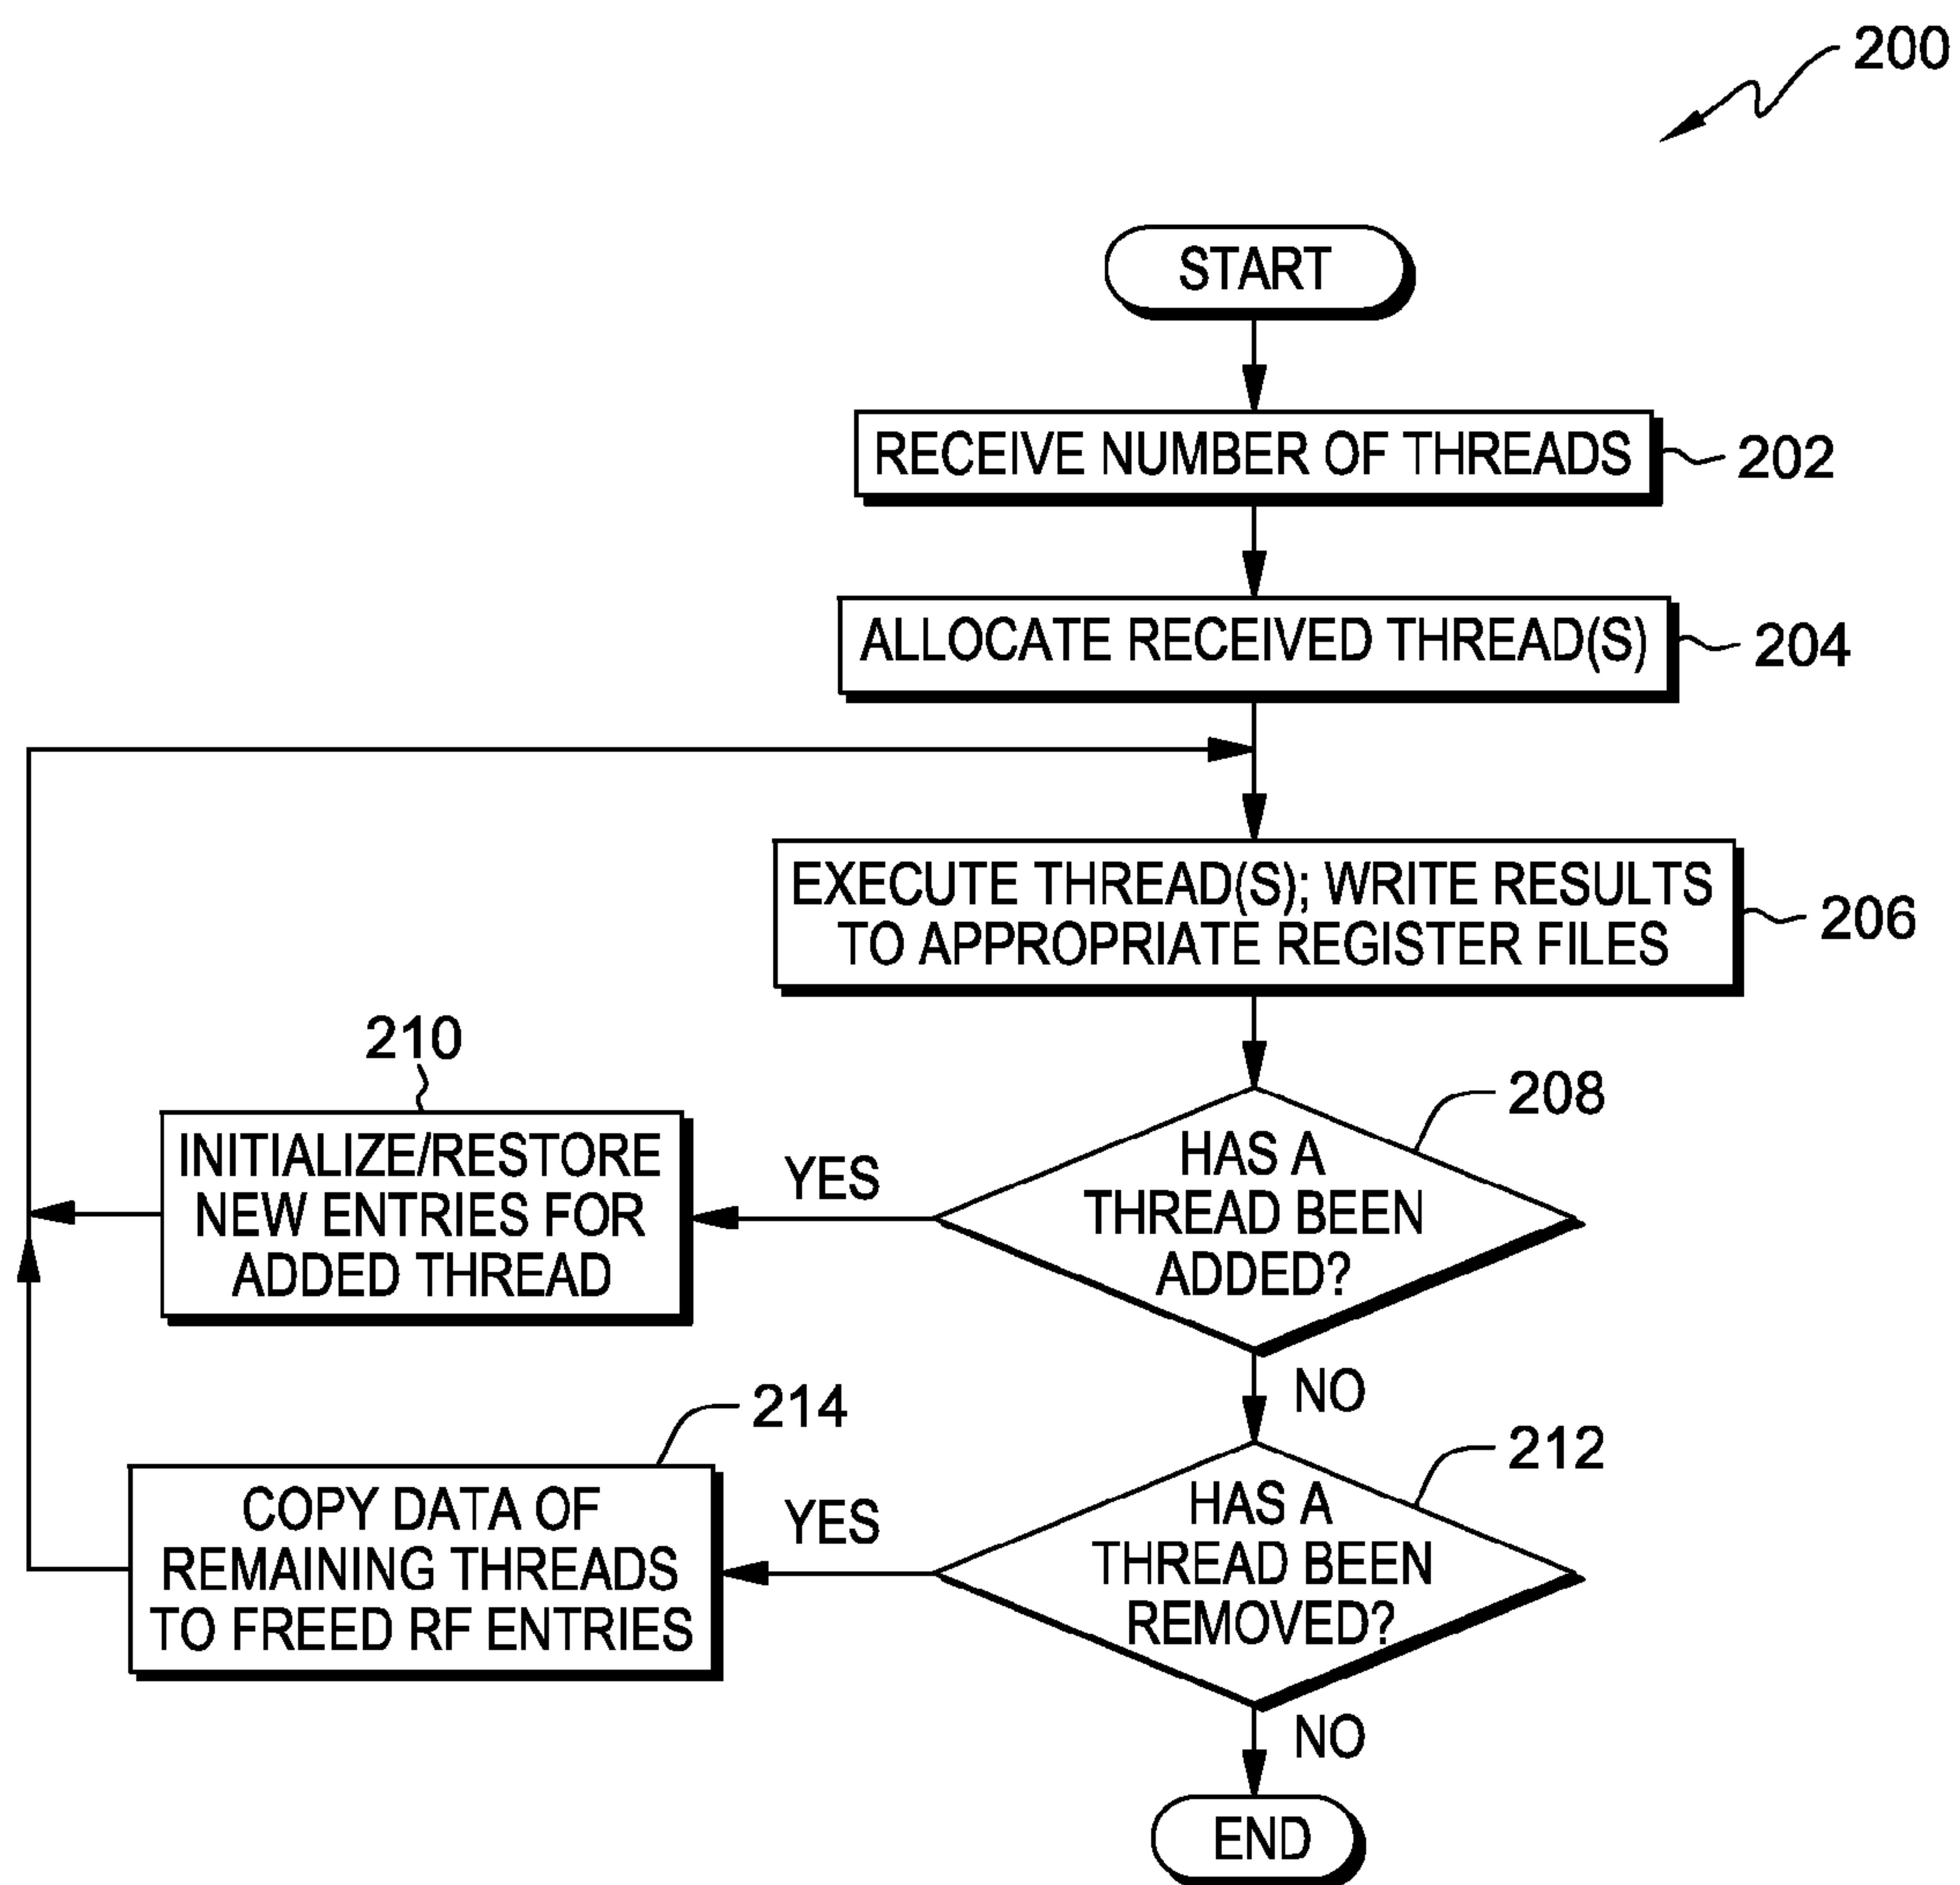 200
START
RECEIVE NUMBER OF THREADS
202
ALLOCATE RECEIVED THREAD(S)
204
EXECUTE THREAD(S); WRITE RESULTS
TO APPROPRIATE REGISTER FILES
206
208
HAS A
THREAD BEEN
ADDED?
YES
210
INITIALIZE/RESTORE
NEW ENTRIES FOR
ADDED THREAD
NO
212
HAS A
THREAD BEEN
REMOVED?
YES
214
COPY DATA OF
REMAINING THREADS
TO FREED RF ENTRIES
NO
END